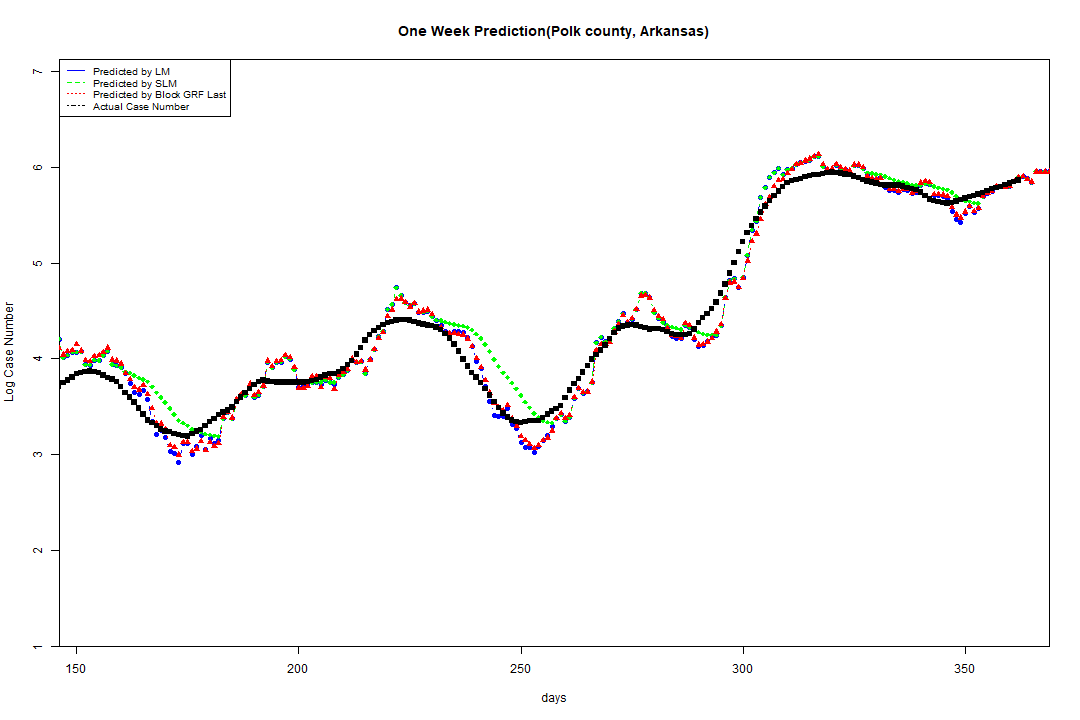 One Week Prediction(Polk county, Arkansas)
Predicted by LM
Predicted by SLM
Predicted by Block GRF Last
Actual Case Number
7
6
5
4
3
2
1
Log Case Number
150 200 250 300 350
days